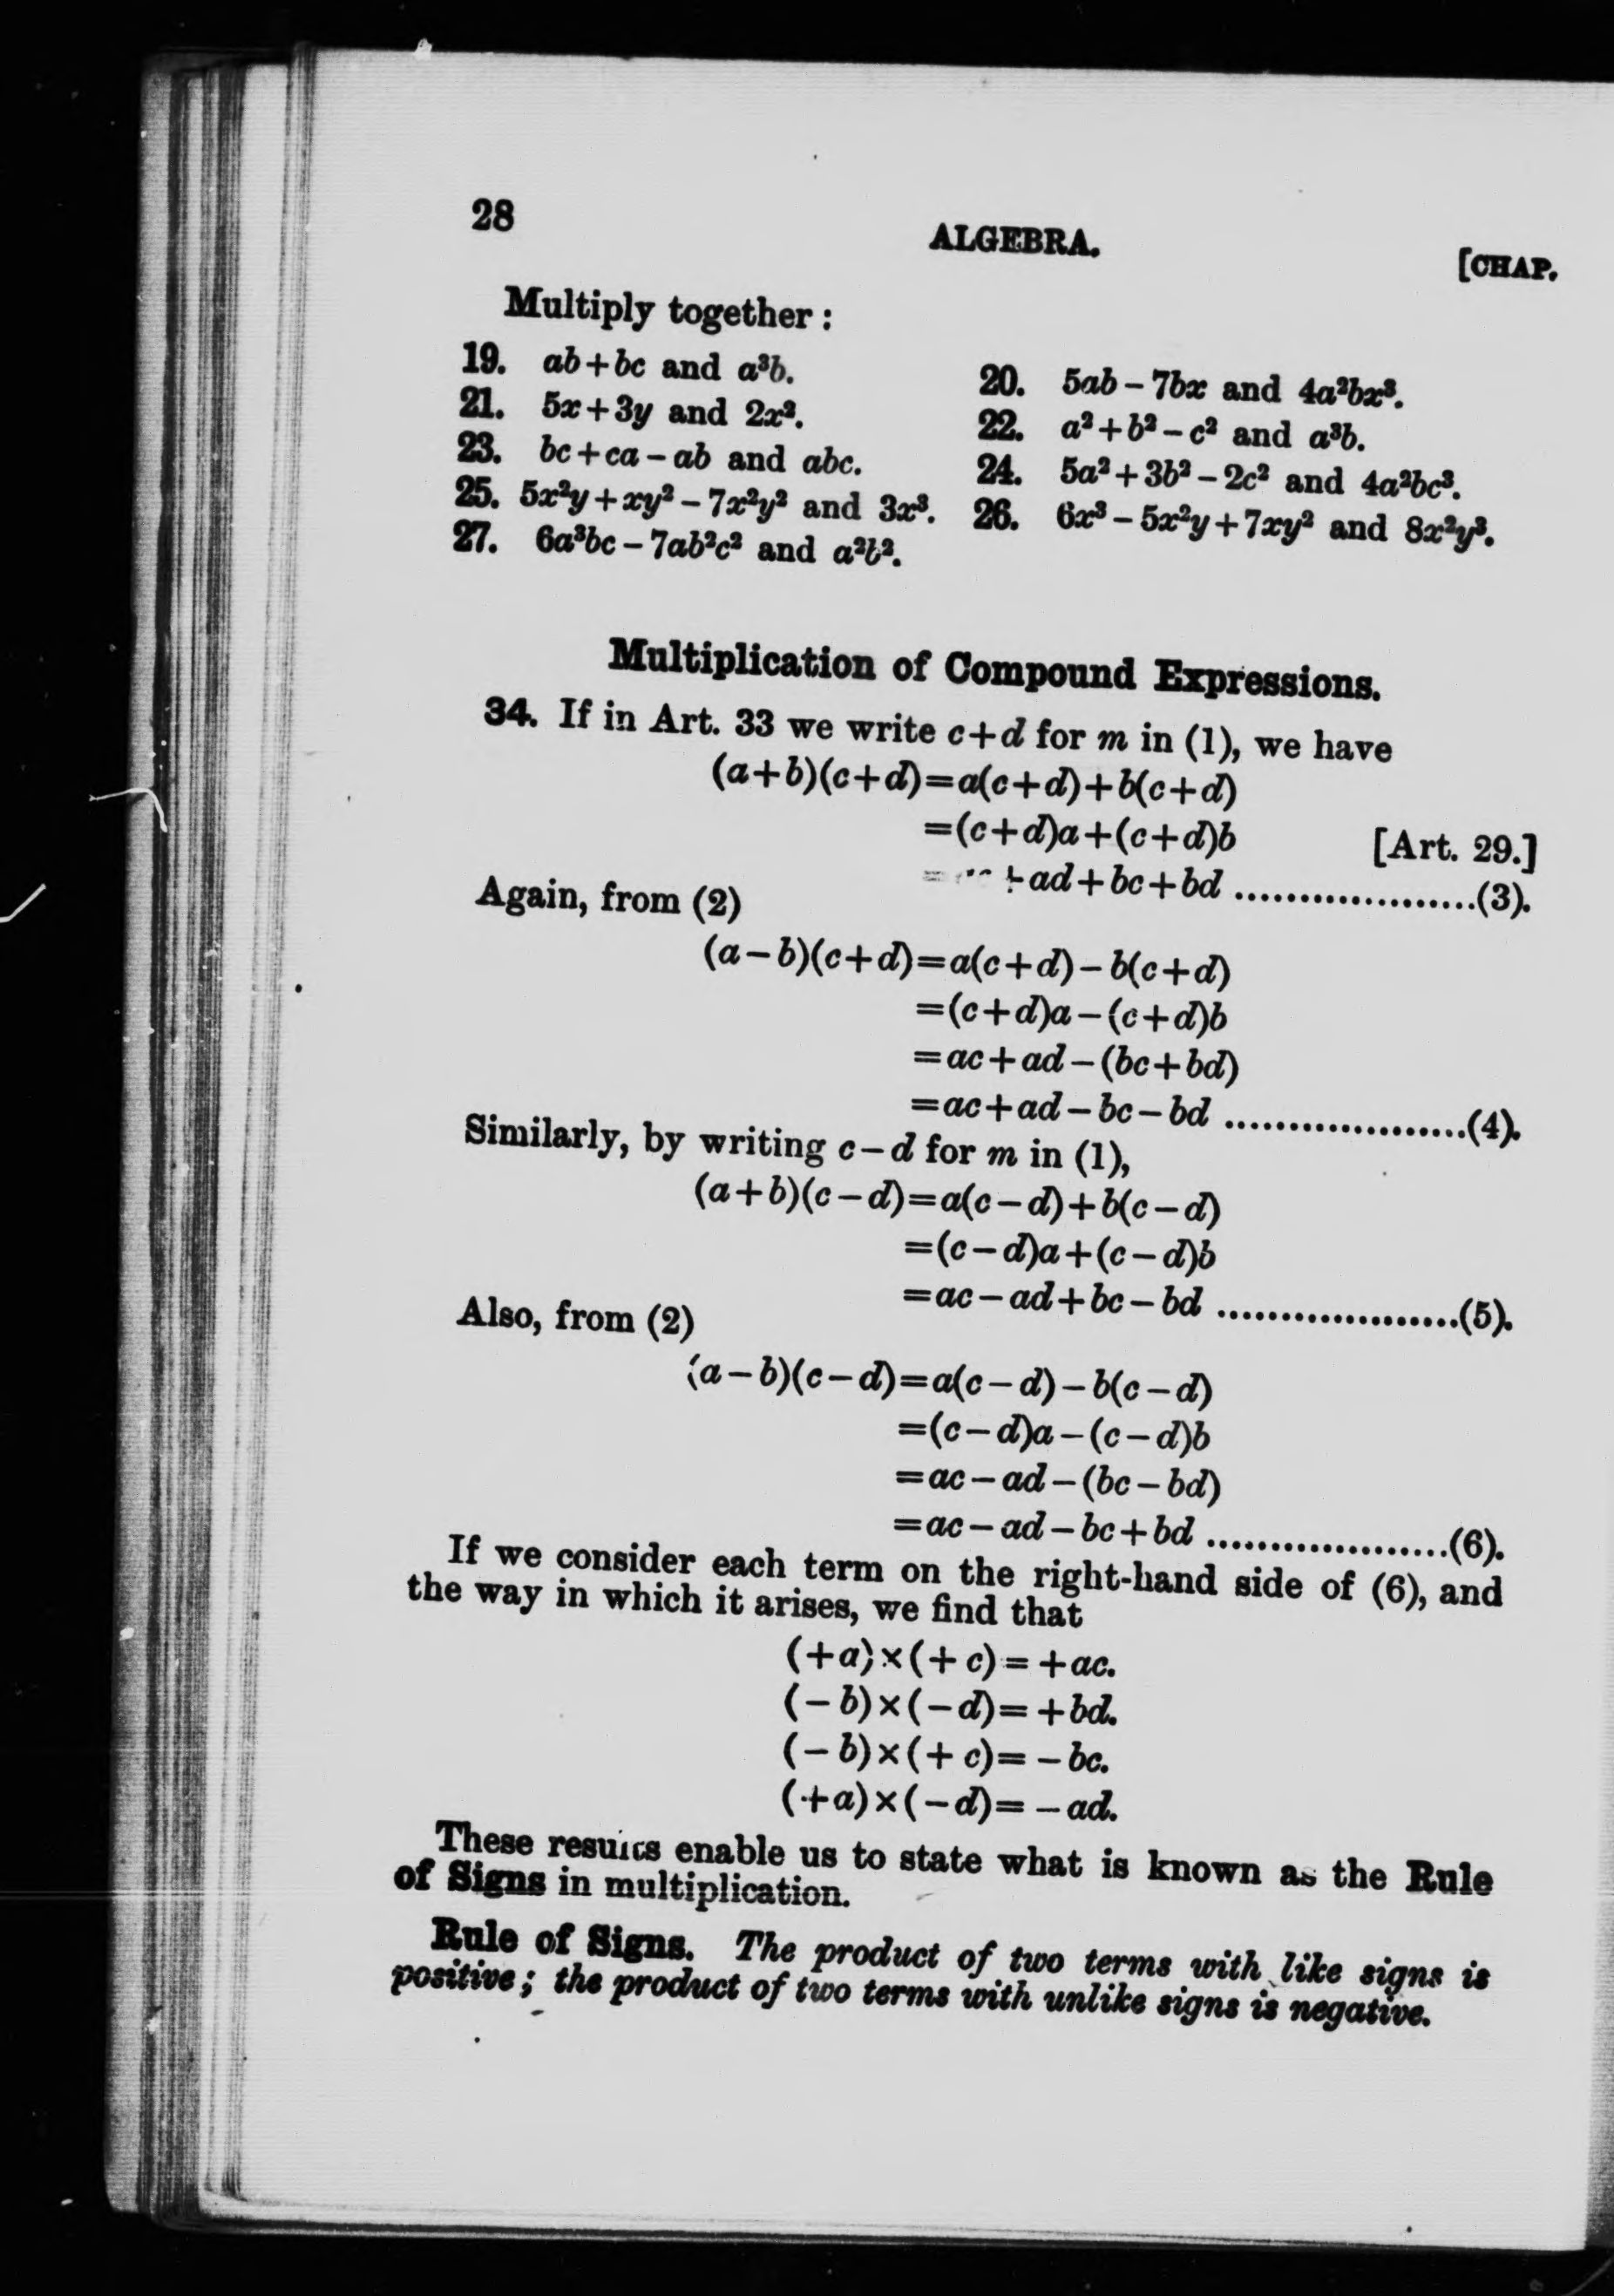 28
ALGEBRA.
[CHAP.
Multiply together :
19. ab+bc and a³b.
20. 5ab – 7bx and 4a²bx³.
21. 5x+3y and 2x².
22. a²+b² – c² and a³b.
23. bc+ca – ab and abc.
24. 5a²+3b² – 2c² and 4a²bc³.
25. 5x²y+xy² – 7x²y² and 3x³.
26. 6x³ – 5x²y+7xy² and 8x²y³.
27. 6a³bc – 7ab²c² and a²b².
Multiplication of Compound Expressions.
34. If in Art. 33 we write c+d for m in (1), we have
(a+b)(c+d)=a(c+d)+b(c+d)
=(c+d)a+(c+d)b [Art. 29.]
= +ad+bc+bd ...................(3).
Again, from (2)
(a–b)(c+d)=a(c+d)–b(c+d)
=(c+d)a–(c+d)b
=ac+ad–(bc+bd)
=ac+ad–bc–bd ...................(4).
Similarly, by writing c–d for m in (1),
(a+b)(c–d)=a(c–d)+b(c–d)
=(c–d)a+(c–d)b
=ac–ad+bc–bd ...................(5).
Also, from (2)
(a–b)(c–d)=a(c–d)–b(c–d)
=(c–d)a–(c–d)b
=ac–ad–(bc–bd)
=ac–ad–bc+bd ...................(6).
If we consider each term on the right-hand side of (6), and
the way in which it arises, we find that
(+a)×(+c)= +ac.
(–b)×(–d)= +bd.
(–b)×(+c)= –bc.
(+a)×(–d)= –ad.
These results enable us to state what is known as the Rule
of Signs in multiplication.
Rule of Signs. The product of two terms with like signs is
positive; the product of two terms with unlike signs is negative.